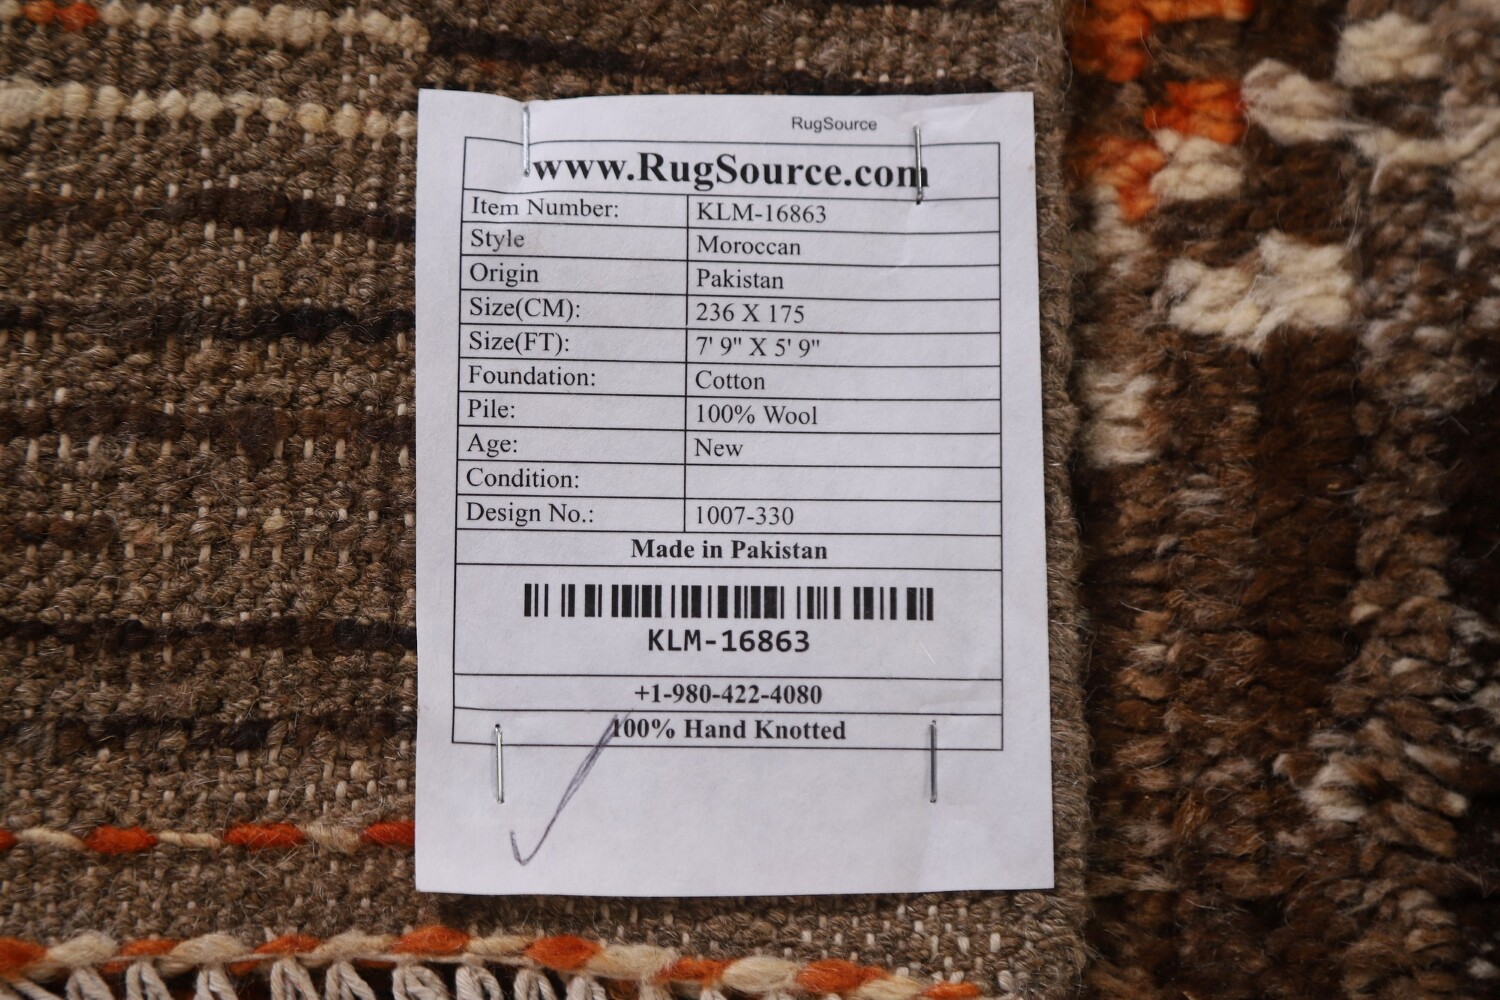 RugSource
www.RugSource.com
Item Number: KLM-16863
Style Moroccan
Origin Pakistan
Size(CM): 236 X 175
Size(FT): 7' 9" X 5' 9"
Foundation: Cotton
Pile: 100% Wool
Age: New
Condition:
Design No.: 1007-330
Made in Pakistan
KLM-16863
+1-980-422-4080
100% Hand Knotted